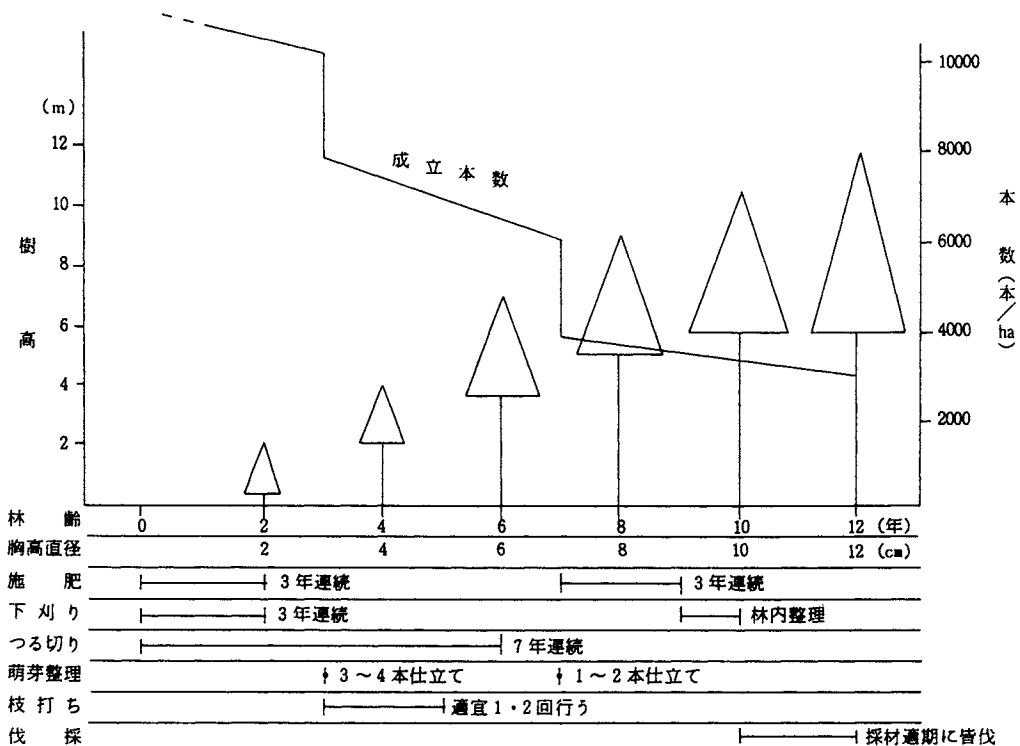 (m)
12
10
8
6
4
2
樹高
成立本数
10000
8000
6000
4000
2000
本数(本/ha)
林齢 0 2 4 6 8 10 12 (年)
胸高直径 2 4 6 8 10 12 (cm)
施肥 3年連続 3年連続
下刈り 3年連続 林内整理
つる切り 7年連続
萌芽整理 3〜4本仕立て 1〜2本仕立て
枝打ち 適宜1・2回行う
伐採 採材適期に皆伐